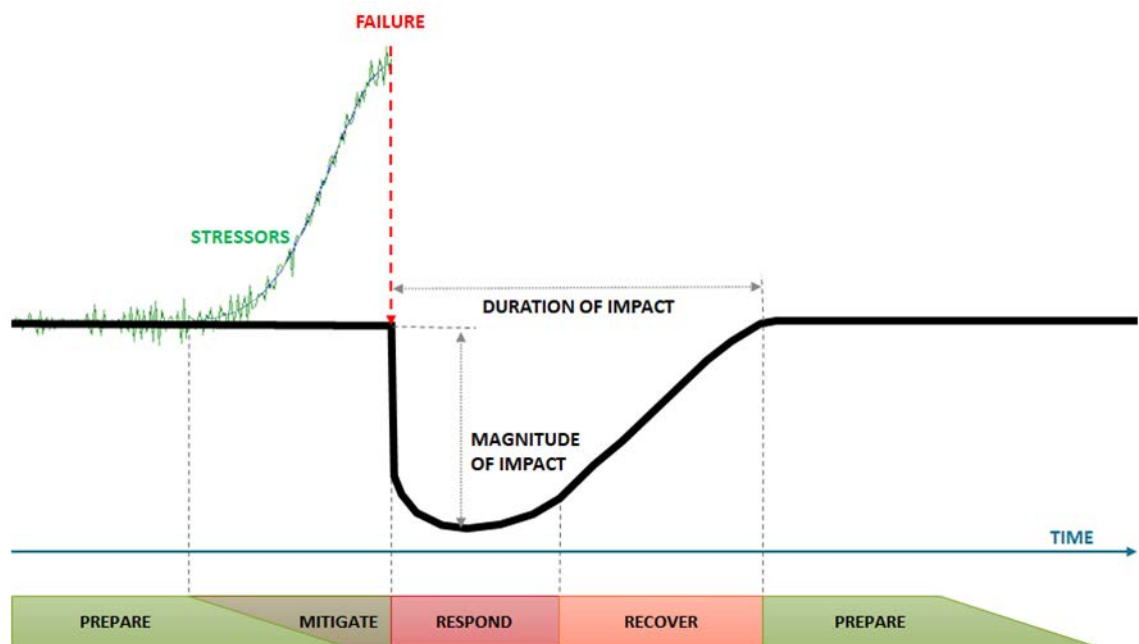 FAILURE
STRESSORS
DURATION OF IMPACT
MAGNITUDE
OF IMPACT
TIME
PREPARE
MITIGATE
RESPOND
RECOVER
PREPARE